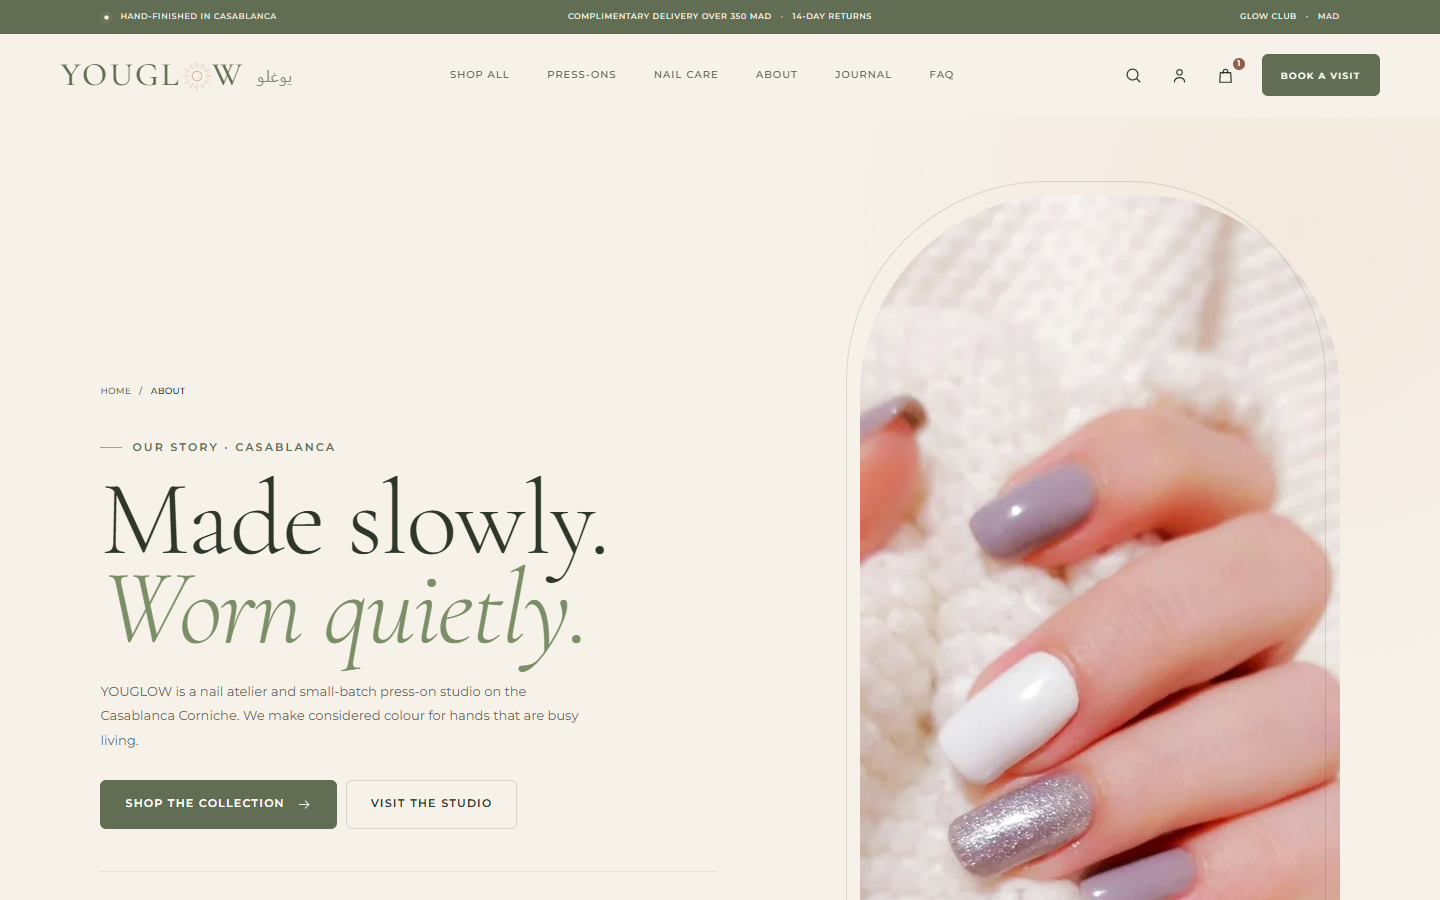 HAND-FINISHED IN CASABLANCA
COMPLIMENTARY DELIVERY OVER 350 MAD · 14-DAY RETURNS
GLOW CLUB · MAD
YOUGLOW يوغلو
SHOP ALL
PRESS-ONS
NAIL CARE
ABOUT
JOURNAL
FAQ
1
BOOK A VISIT
HOME / ABOUT
OUR STORY · CASABLANCA
Made slowly.
Worn quietly.
YOUGLOW is a nail atelier and small-batch press-on studio on the
Casablanca Corniche. We make considered colour for hands that are busy
living.
SHOP THE COLLECTION →
VISIT THE STUDIO